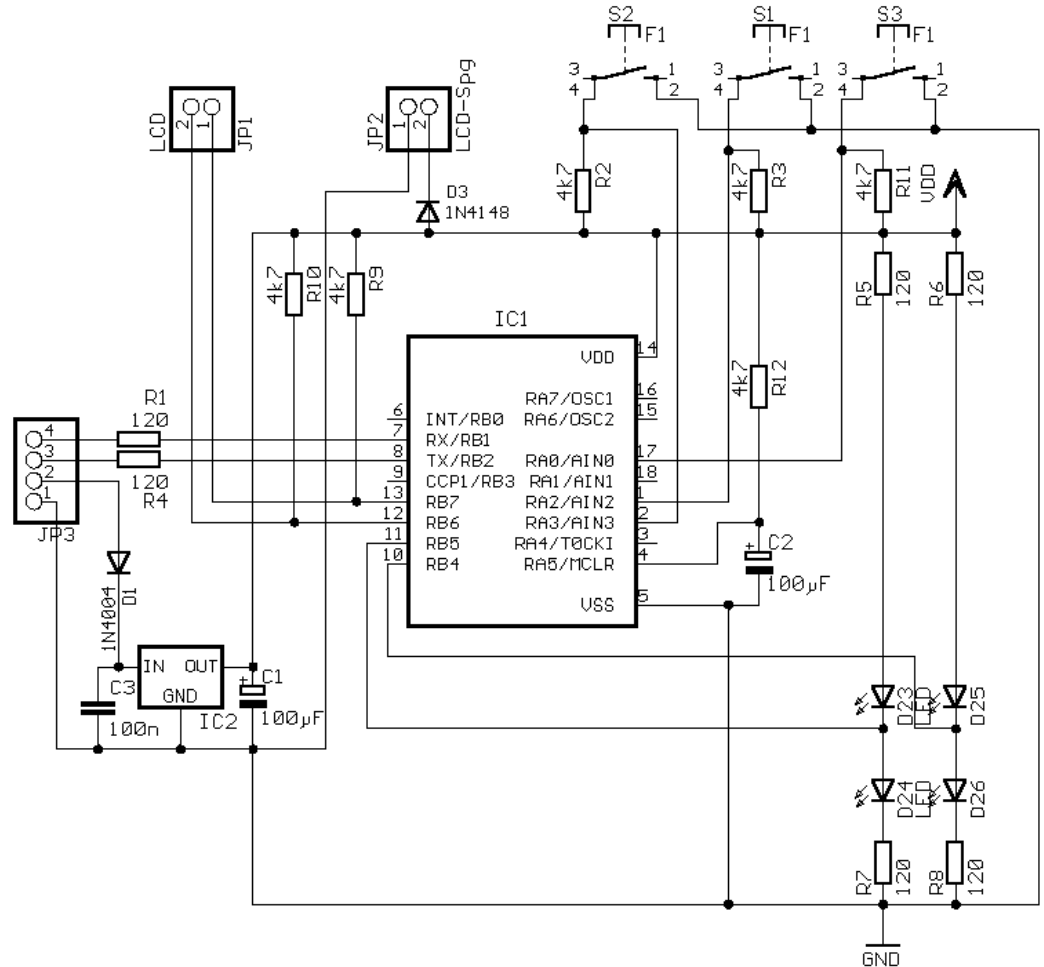 S2 S1 S3
F1 F1 F1
3 1 3 1 3 1
4 2 4 2 4 2
LCD
2 1
JP1
JP2
1 2
LCD-Spg
4k7 R2
4k7 R3
4k7 R11
VDD
D3
1N4148
4k7 R10
4k7 R9
R5 120
R6 120
IC1
VDD 14
4k7 R12
RA7/OSC1 16
6 INT/RB0 RA6/OSC2 15
7 RX/RB1
8 TX/RB2 RA0/AIN0 17
9 CCP1/RB3 RA1/AIN1 18
13 RB7 RA2/AIN2 1
12 RB6 RA3/AIN3 2
11 RB5 RA4/T0CKI 3
10 RB4 RA5/MCLR 4
VSS 5
R1
120
4
3
2
1
120
R4
JP3
+ C2
100µF
1N4004
D1
IN OUT
GND
IC2
C3
100n
+ C1
100µF
D23
LED
D25
D24
LED
D26
R7 120
R8 120
GND